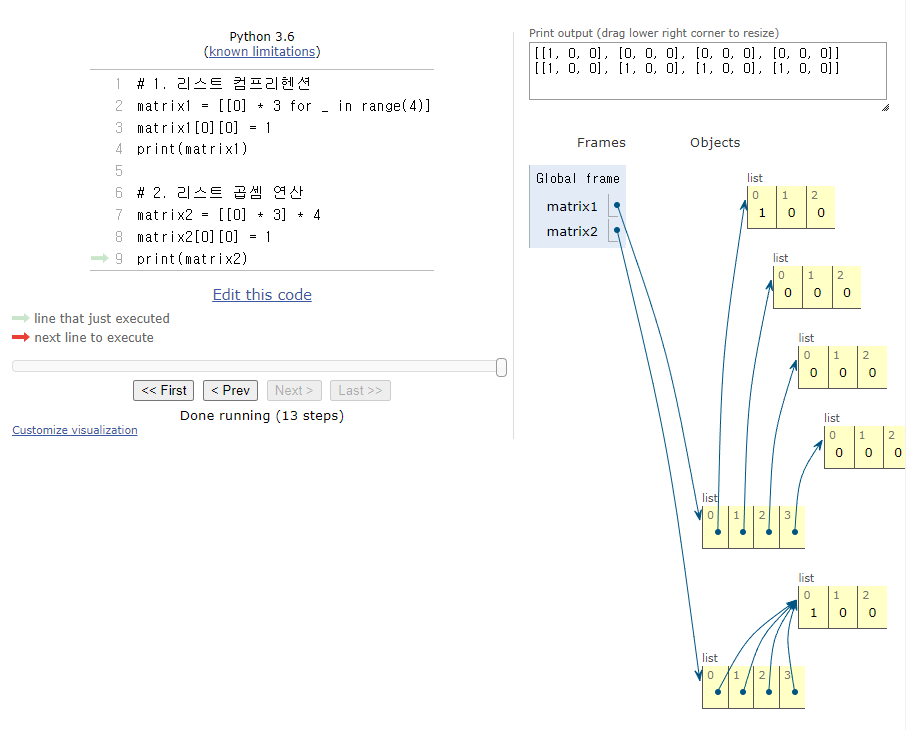 Python 3.6
(known limitations)
1 # 1. 리스트 컴프리헨션
2 matrix1 = [[0] * 3 for _ in range(4)]
3 matrix1[0][0] = 1
4 print(matrix1)
5
6 # 2. 리스트 곱셈 연산
7 matrix2 = [[0] * 3] * 4
8 matrix2[0][0] = 1
9 print(matrix2)
Edit this code
line that just executed
next line to execute
<< First < Prev Next > Last >>
Done running (13 steps)
Customize visualization
Print output (drag lower right corner to resize)
[[1, 0, 0], [0, 0, 0], [0, 0, 0], [0, 0, 0]]
[[1, 0, 0], [1, 0, 0], [1, 0, 0], [1, 0, 0]]
Frames Objects
Global frame
matrix1
matrix2
list
0 1 2
1 0 0
list
0 1 2
0 0 0
list
0 1 2
0 0 0
list
0 1 2
0 0 0
list
0 1 2 3
list
0 1 2
1 0 0
list
0 1 2 3